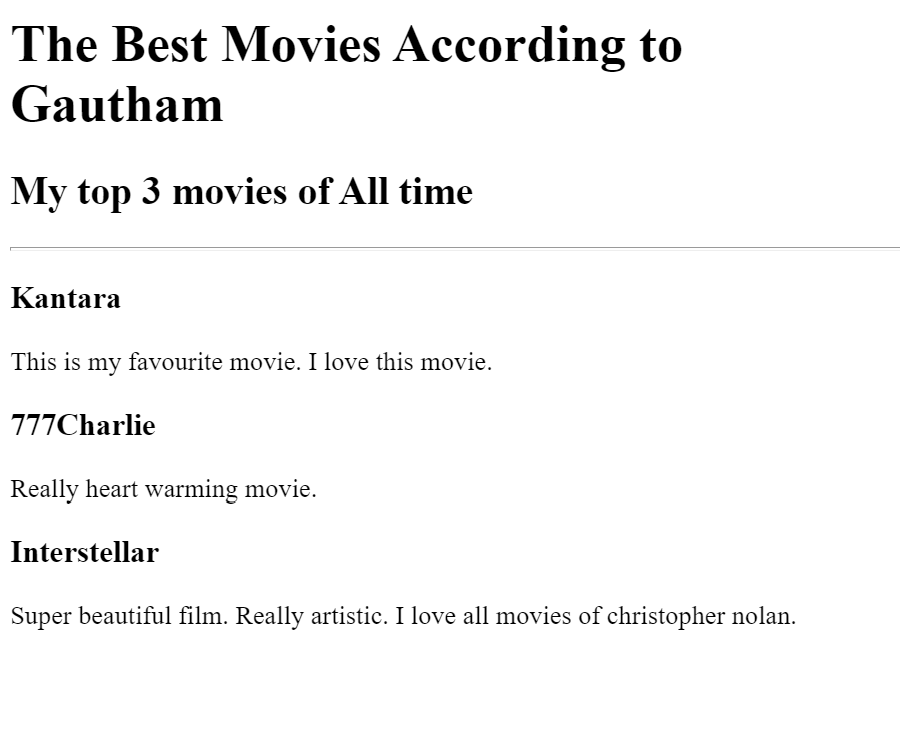 The Best Movies According to
Gautham
My top 3 movies of All time
Kantara
This is my favourite movie. I love this movie.
777Charlie
Really heart warming movie.
Interstellar
Super beautiful film. Really artistic. I love all movies of christopher nolan.